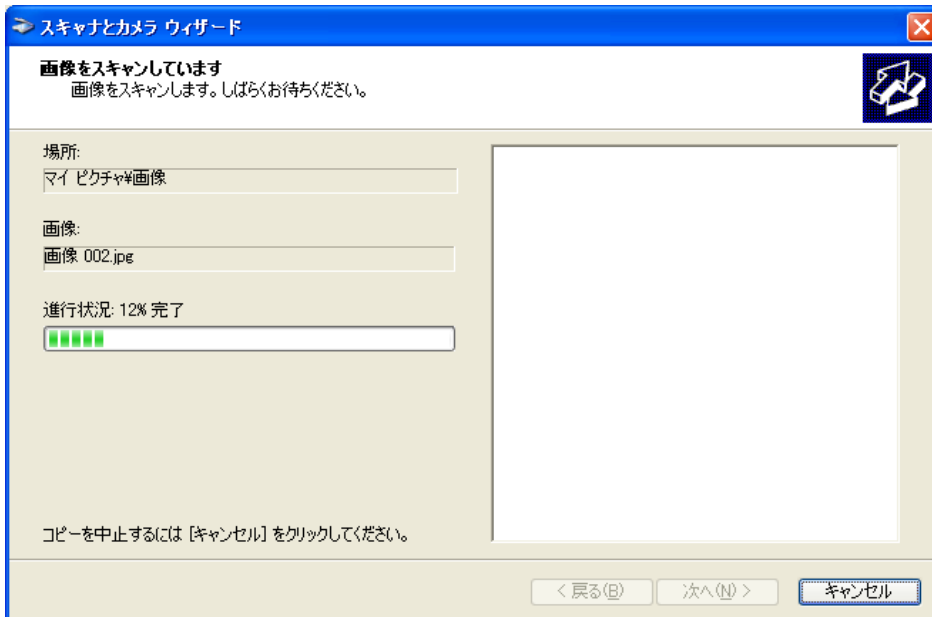 スキャナとカメラ ウィザード
画像をスキャンしています
画像をスキャンします。しばらくお待ちください。
場所:
マイ ピクチャ¥画像
画像:
画像 002.jpg
進行状況: 12% 完了
コピーを中止するには [キャンセル] をクリックしてください。
< 戻る(B) 次へ(N) > キャンセル